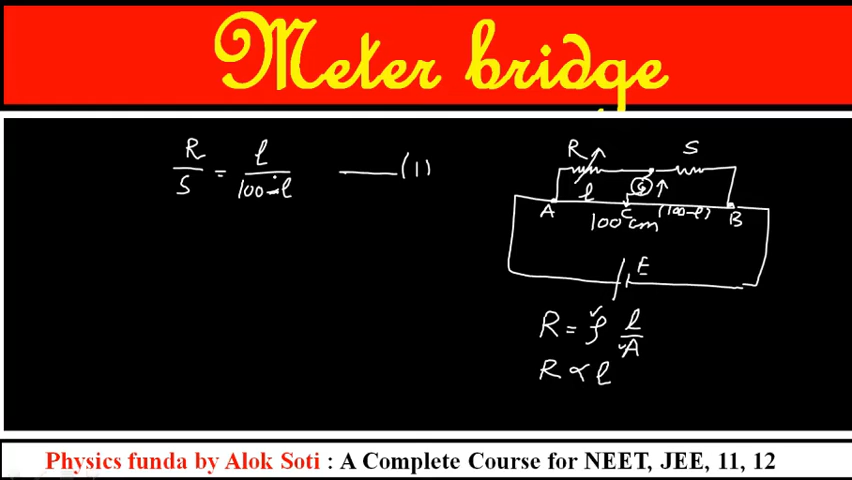 Meter bridge
R/S = l/(100-l) ——(1)
R S
G
l
A C B
100 cm (100-l)
E
R = ρ l/A
R ∝ l
Physics funda by Alok Soti : A Complete Course for NEET, JEE, 11, 12